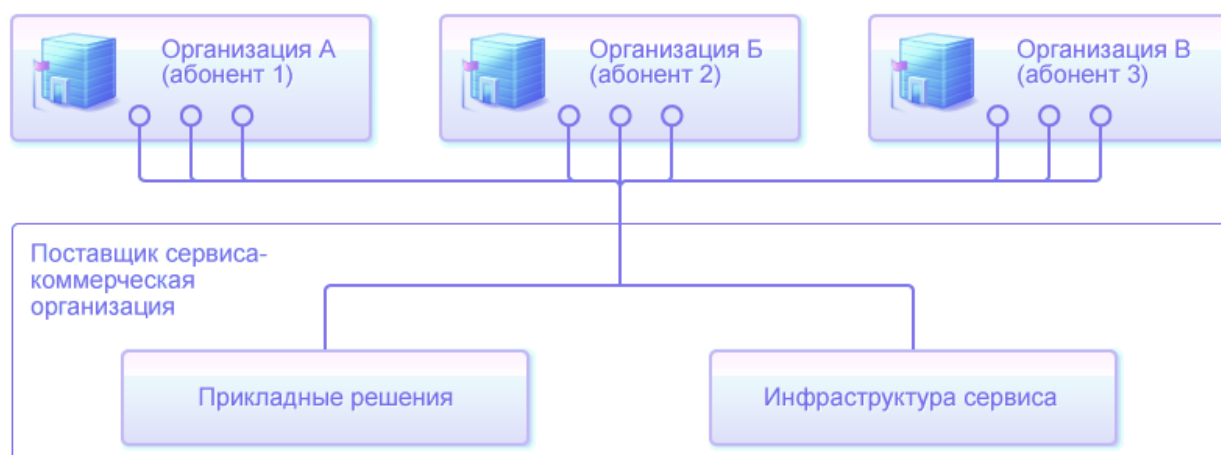 Организация А
(абонент 1)
Организация Б
(абонент 2)
Организация В
(абонент 3)
Поставщик сервиса-
коммерческая
организация
Прикладные решения
Инфраструктура сервиса